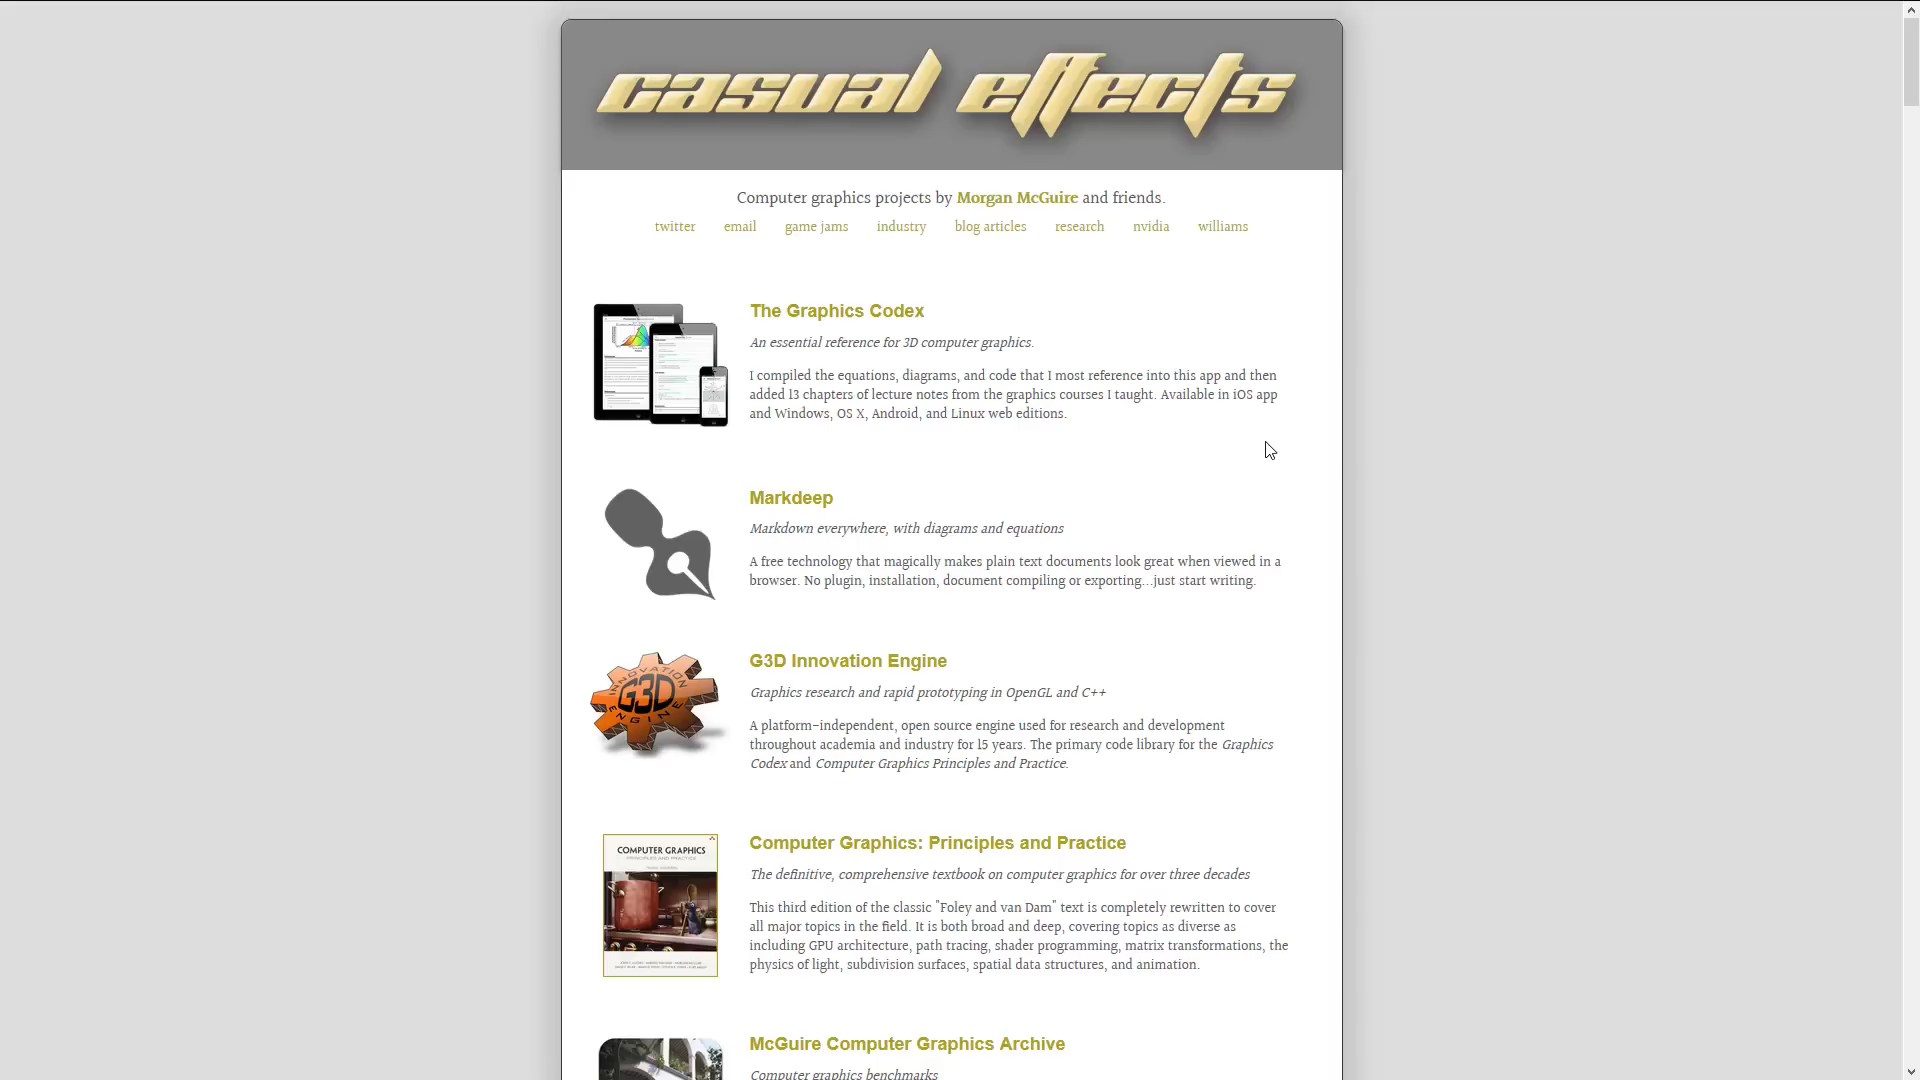 casual effects
Computer graphics projects by Morgan McGuire and friends.
twitter email game jams industry blog articles research nvidia williams
The Graphics Codex
An essential reference for 3D computer graphics.
I compiled the equations, diagrams, and code that I most reference into this app and then
added 13 chapters of lecture notes from the graphics courses I taught. Available in iOS app
and Windows, OS X, Android, and Linux web editions.
Markdeep
Markdown everywhere, with diagrams and equations
A free technology that magically makes plain text documents look great when viewed in a
browser. No plugin, installation, document compiling or exporting...just start writing.
INNOVATION
G3D
ENGINE
G3D Innovation Engine
Graphics research and rapid prototyping in OpenGL and C++
A platform-independent, open source engine used for research and development
throughout academia and industry for 15 years. The primary code library for the Graphics
Codex and Computer Graphics Principles and Practice.
COMPUTER GRAPHICS
PRINCIPLES AND PRACTICE
Computer Graphics: Principles and Practice
The definitive, comprehensive textbook on computer graphics for over three decades
This third edition of the classic "Foley and van Dam" text is completely rewritten to cover
all major topics in the field. It is both broad and deep, covering topics as diverse as
including GPU architecture, path tracing, shader programming, matrix transformations, the
physics of light, subdivision surfaces, spatial data structures, and animation.
McGuire Computer Graphics Archive
Computer graphics benchmarks